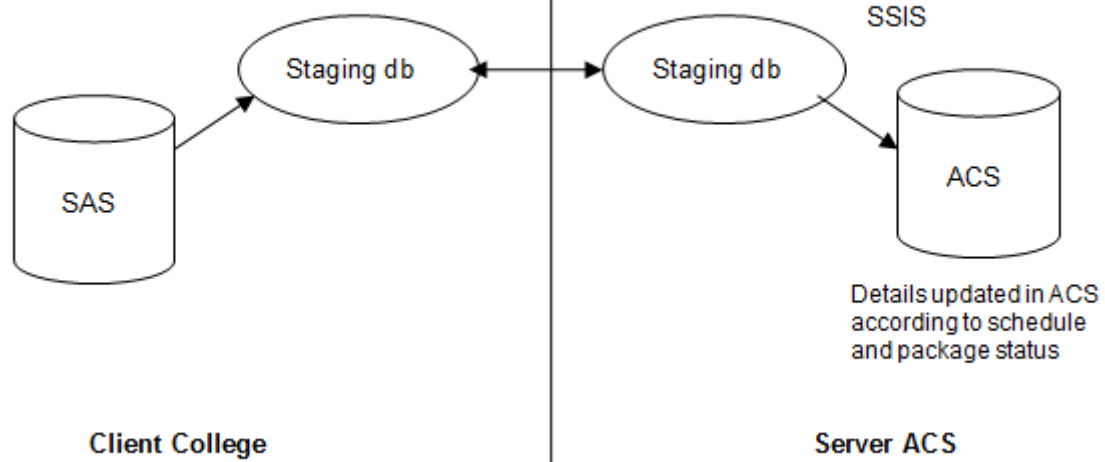 SSIS
Staging db
Staging db
SAS
ACS
Details updated in ACS
according to schedule
and package status
Client College
Server ACS